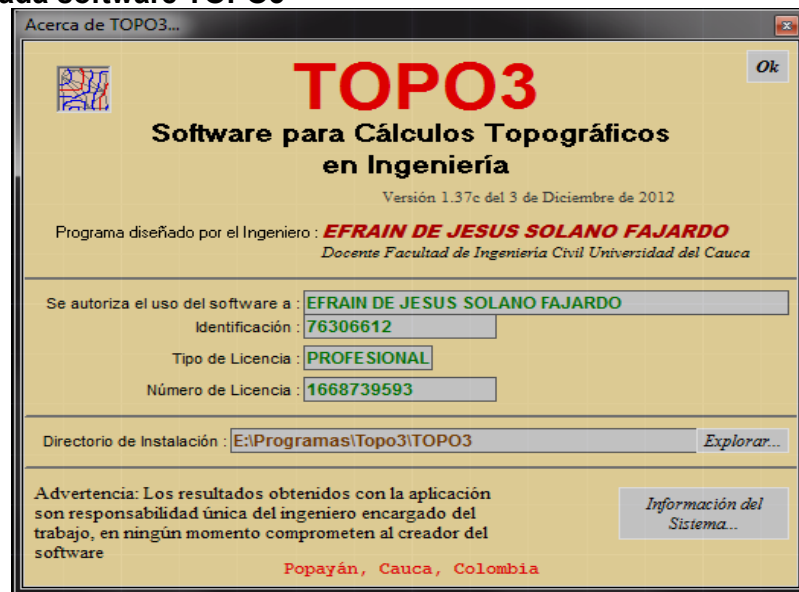 software TOPO3
Acerca de TOPO3...
Ok
TOPO3
Software para Cálculos Topográficos
en Ingeniería
Versión 1.37c del 3 de Diciembre de 2012
Programa diseñado por el Ingeniero : EFRAIN DE JESUS SOLANO FAJARDO
Docente Facultad de Ingeniería Civil Universidad del Cauca
Se autoriza el uso del software a : EFRAIN DE JESUS SOLANO FAJARDO
Identificación : 76306612
Tipo de Licencia : PROFESIONAL
Número de Licencia : 1668739593
Directorio de Instalación : E:\Programas\Topo3\TOPO3
Explorar...
Advertencia: Los resultados obtenidos con la aplicación
son responsabilidad única del ingeniero encargado del
trabajo, en ningún momento comprometen al creador del
software
Información del
Sistema...
Popayán, Cauca, Colombia